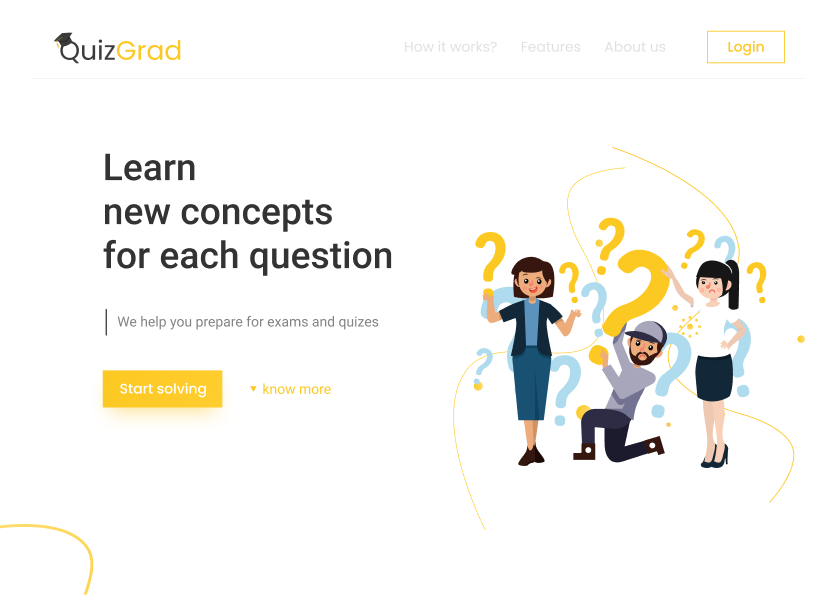 QuizGrad
How it works?
Features
About us
Login
Learn
new concepts
for each question
We help you prepare for exams and quizes
Start solving
know more